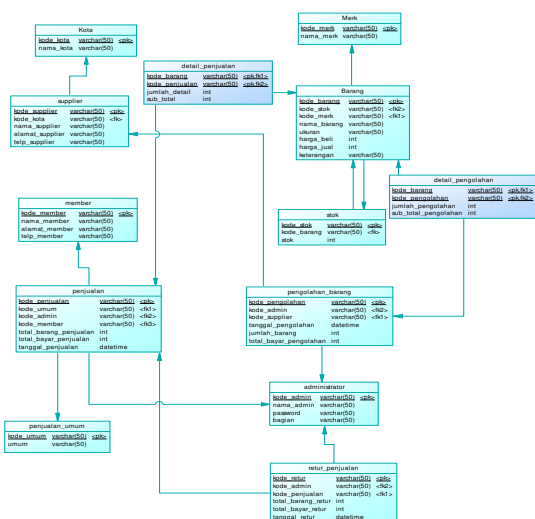 Kota
kode_kota varchar(50) <pk>
nama_kota varchar(50)
Merk
kode_merk varchar(50) <pk>
nama_merk varchar(50)
detail_penjualan
kode_barang varchar(50) <pk,fk1>
kode_penjualan varchar(50) <pk,fk2>
jumlah_detail int
sub_total int
Barang
kode_barang varchar(50) <pk>
kode_stok varchar(50) <fk2>
kode_merk varchar(50) <fk1>
nama_barang varchar(50)
ukuran varchar(50)
harga_beli int
harga_jual int
keterangan varchar(50)
supplier
kode_supplier varchar(50) <pk>
kode_kota varchar(50) <fk>
nama_supplier varchar(50)
alamat_supplier varchar(50)
telp_supplier varchar(50)
detail_pengolahan
kode_barang varchar(50) <pk,fk1>
kode_pengolahan varchar(50) <pk,fk2>
jumlah_pengolahan int
sub_total_pengolahan int
member
kode_member varchar(50) <pk>
nama_member varchar(50)
alamat_member varchar(50)
telp_member varchar(50)
stok
kode_stok varchar(50) <pk>
kode_barang varchar(50) <fk>
stok int
penjualan
kode_penjualan varchar(50) <pk>
kode_umum varchar(50) <fk1>
kode_admin varchar(50) <fk2>
kode_member varchar(50) <fk3>
total_barang_penjualan int
total_bayar_penjualan int
tanggal_penjualan datetime
pengolahan_barang
kode_pengolahan varchar(50) <pk>
kode_admin varchar(50) <fk2>
kode_supplier varchar(50) <fk1>
tanggal_pengolahan datetime
jumlah_barang int
total_bayar_pengolahan int
administrator
kode_admin varchar(50) <pk>
nama_admin varchar(50)
password varchar(50)
bagian varchar(50)
penjualan_umum
kode_umum varchar(50) <pk>
umum varchar(50)
retur_penjualan
kode_retur varchar(50) <pk>
kode_admin varchar(50) <fk2>
kode_penjualan varchar(50) <fk1>
total_barang_retur int
total_bayar_retur int
tanggal_retur datetime